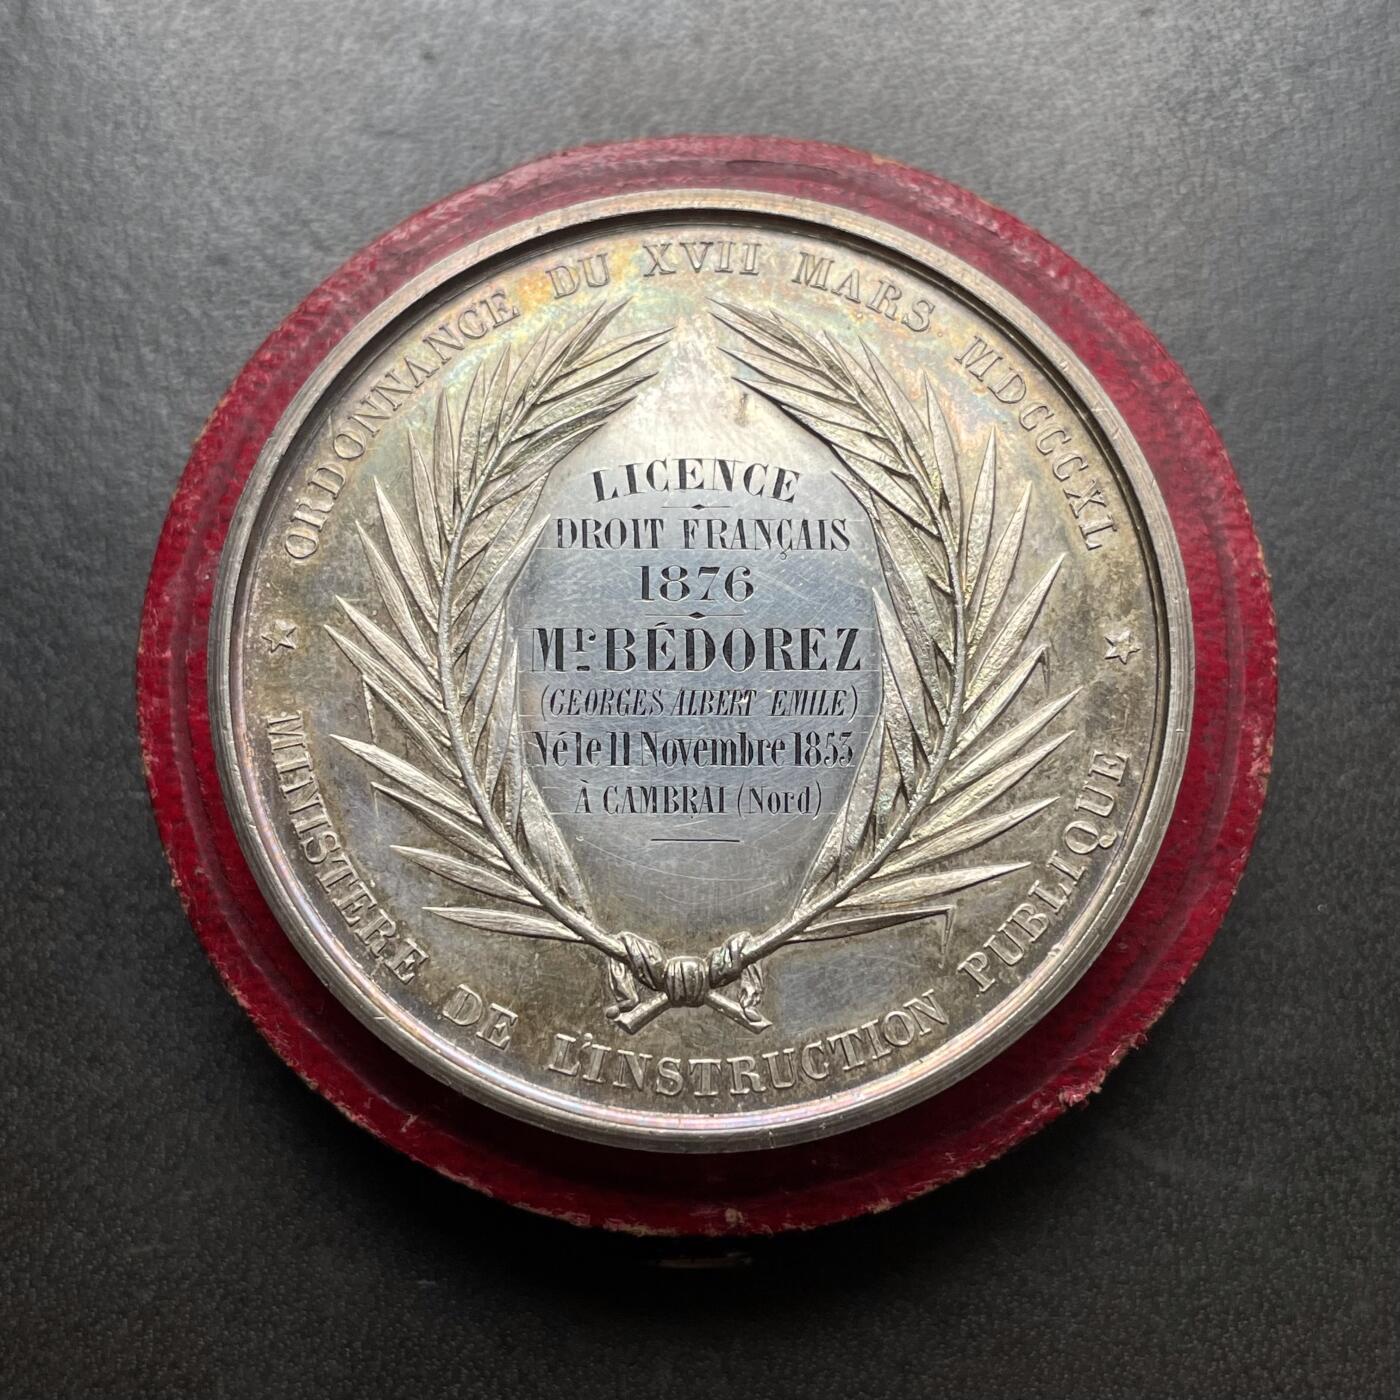 ORDONNANCE DU XVII MARS MDCCCXL
LICENCE
DROIT FRANÇAIS
1876
Mr BÉDOREZ
(GEORGES ALBERT EMILE)
Né le 11 Novembre 1853
À CAMBRAI (Nord)
MINISTÈRE DE L'INSTRUCTION PUBLIQUE